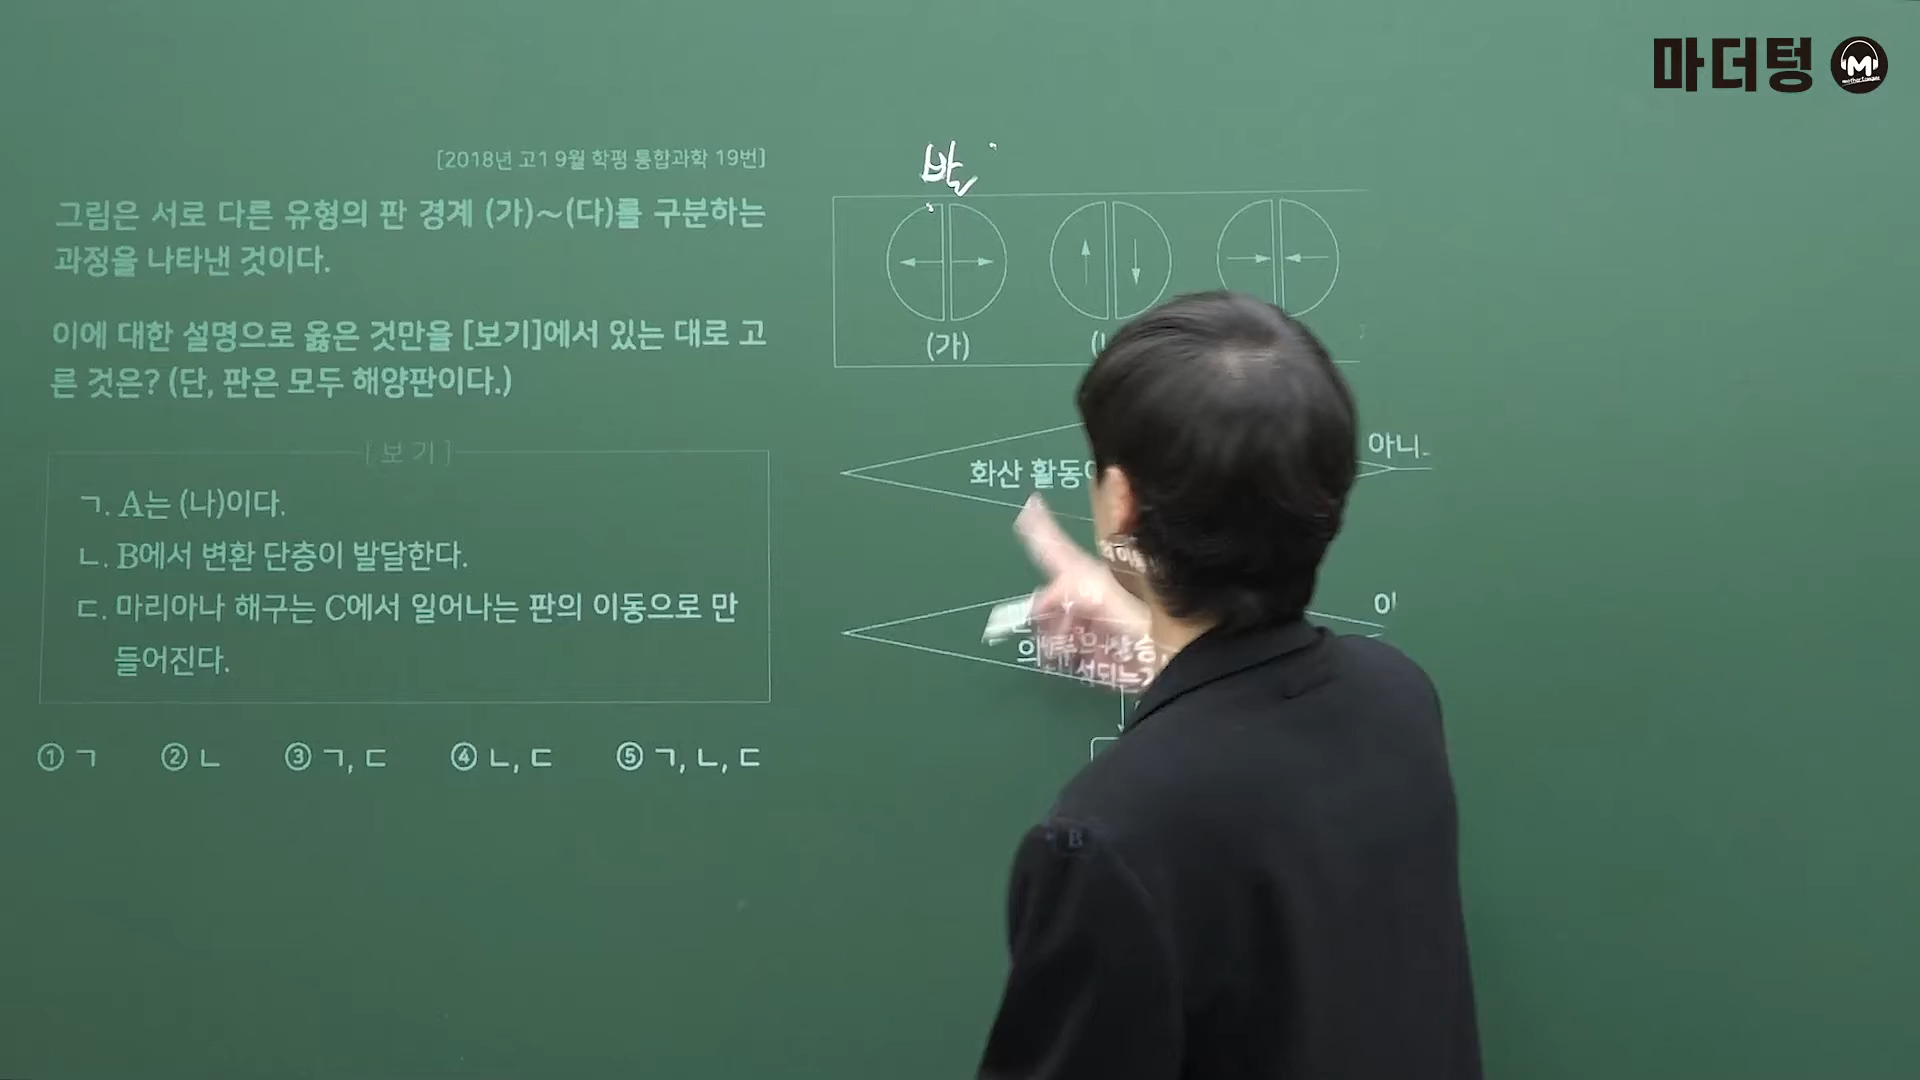 마더텅
[2018년 고1 9월 학평 통합과학 19번]
그림은 서로 다른 유형의 판 경계 (가)~(다)를 구분하는
과정을 나타낸 것이다.
이에 대한 설명으로 옳은 것만을 [보기]에서 있는 대로 고
른 것은? (단, 판은 모두 해양판이다.)
[보기]
ㄱ. A는 (나)이다.
ㄴ. B에서 변환 단층이 발달한다.
ㄷ. 마리아나 해구는 C에서 일어나는 판의 이동으로 만
들어진다.
① ㄱ ② ㄴ ③ ㄱ, ㄷ ④ ㄴ, ㄷ ⑤ ㄱ, ㄴ, ㄷ
발
(가)
화산 활동
아니
B